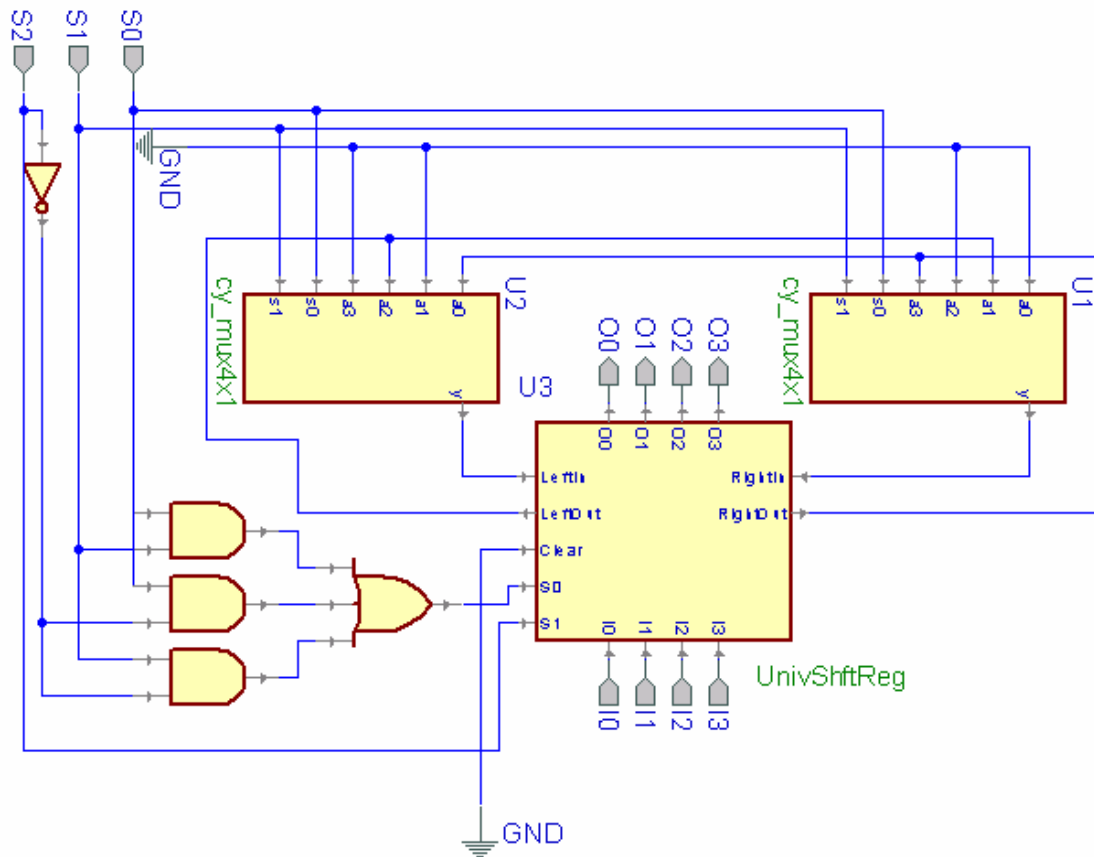 S2
S1
S0
GND
s1
s0
a3
a2
a1
a0
U2
cy_mux4x1
y
s1
s0
a3
a2
a1
a0
U1
cy_mux4x1
y
O0
O1
O2
O3
U3
O0
O1
O2
O3
LeftIn
RightIn
LeftOut
RightOut
Clear
S0
S1
I0
I1
I2
I3
UnivShftReg
I0
I1
I2
I3
GND